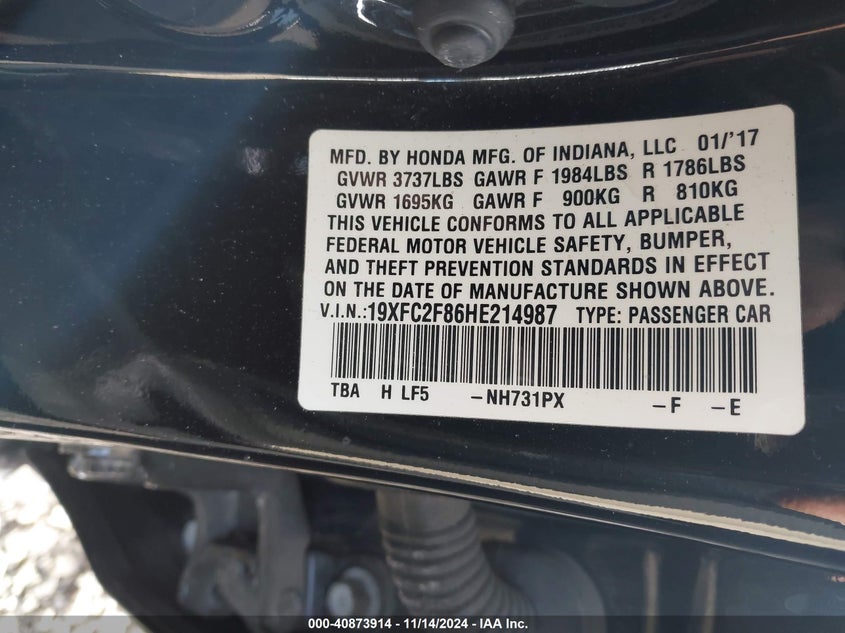 MFD. BY HONDA MFG. OF INDIANA, LLC 01/'17
GVWR 3737LBS GAWR F 1984LBS R 1786LBS
GVWR 1695KG GAWR F 900KG R 810KG
THIS VEHICLE CONFORMS TO ALL APPLICABLE
FEDERAL MOTOR VEHICLE SAFETY, BUMPER,
AND THEFT PREVENTION STANDARDS IN EFFECT
ON THE DATE OF MANUFACTURE SHOWN ABOVE.
V.I.N.:19XFC2F86HE214987 TYPE: PASSENGER CAR
TBA H LF5 -NH731PX -F -E
000-40873914 - 11/14/2024 - IAA Inc.